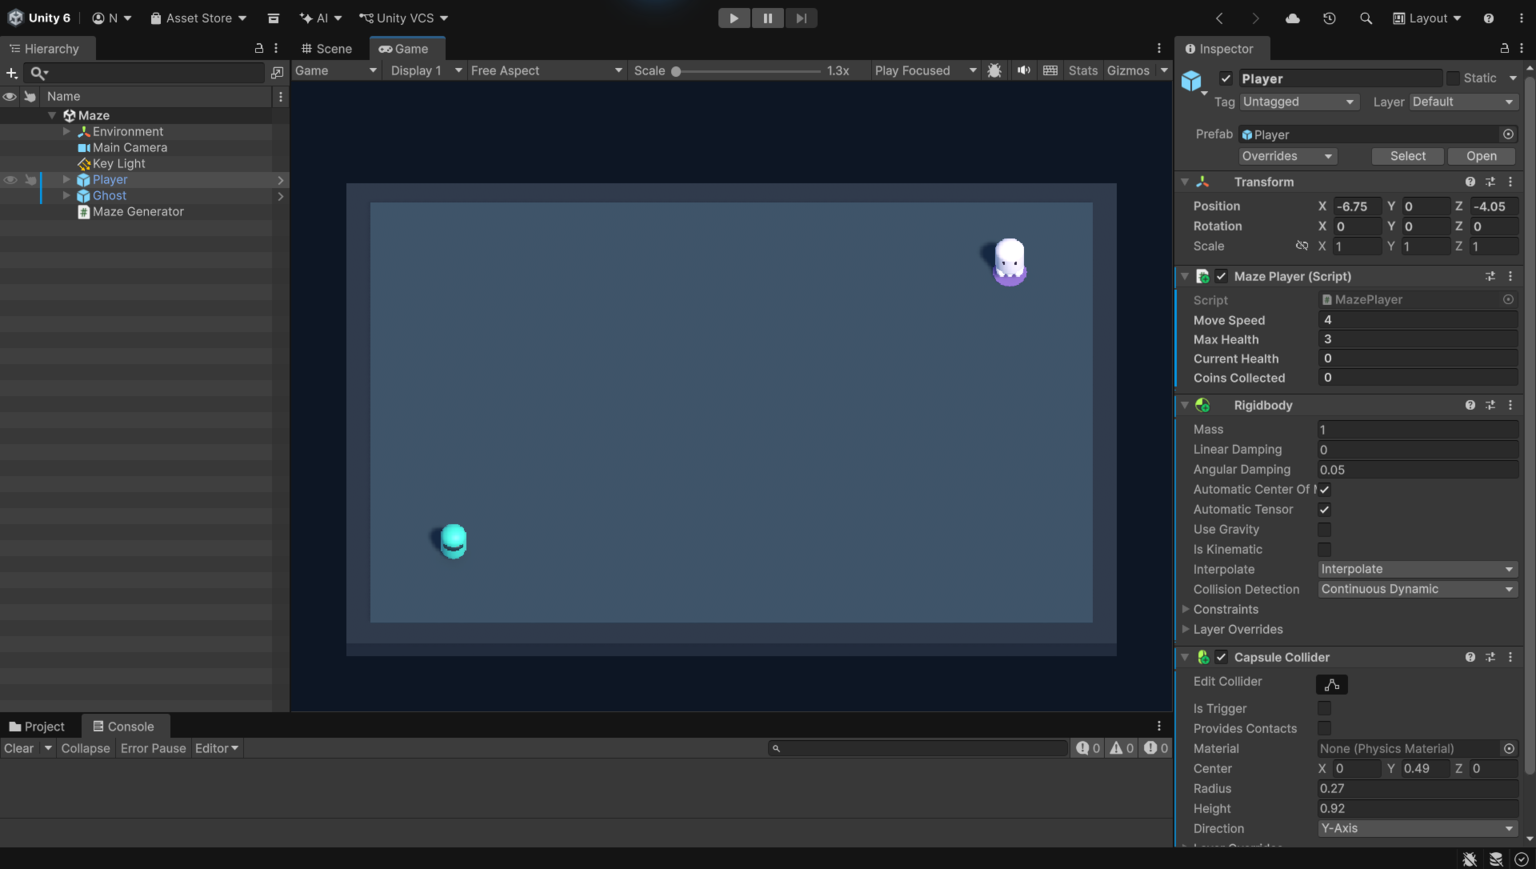 Unity 6 N Asset Store AI Unity VCS Layout
Hierarchy
Scene Game
Inspector
Game Display 1 Free Aspect Scale 1.3x Play Focused Stats Gizmos
Name
Maze
Environment
Main Camera
Key Light
Player
Ghost
Maze Generator
Player Static
Tag Untagged Layer Default
Prefab Player
Overrides Select Open
Transform
Position X -6.75 Y 0 Z -4.05
Rotation X 0 Y 0 Z 0
Scale X 1 Y 1 Z 1
Maze Player (Script)
Script MazePlayer
Move Speed 4
Max Health 3
Current Health 0
Coins Collected 0
Rigidbody
Mass 1
Linear Damping 0
Angular Damping 0.05
Automatic Center Of
Automatic Tensor
Use Gravity
Is Kinematic
Interpolate Interpolate
Collision Detection Continuous Dynamic
Constraints
Layer Overrides
Capsule Collider
Edit Collider
Is Trigger
Provides Contacts
Material None (Physics Material)
Center X 0 Y 0.49 Z 0
Radius 0.27
Height 0.92
Direction Y-Axis
Project Console
Clear Collapse Error Pause Editor 0 0 0